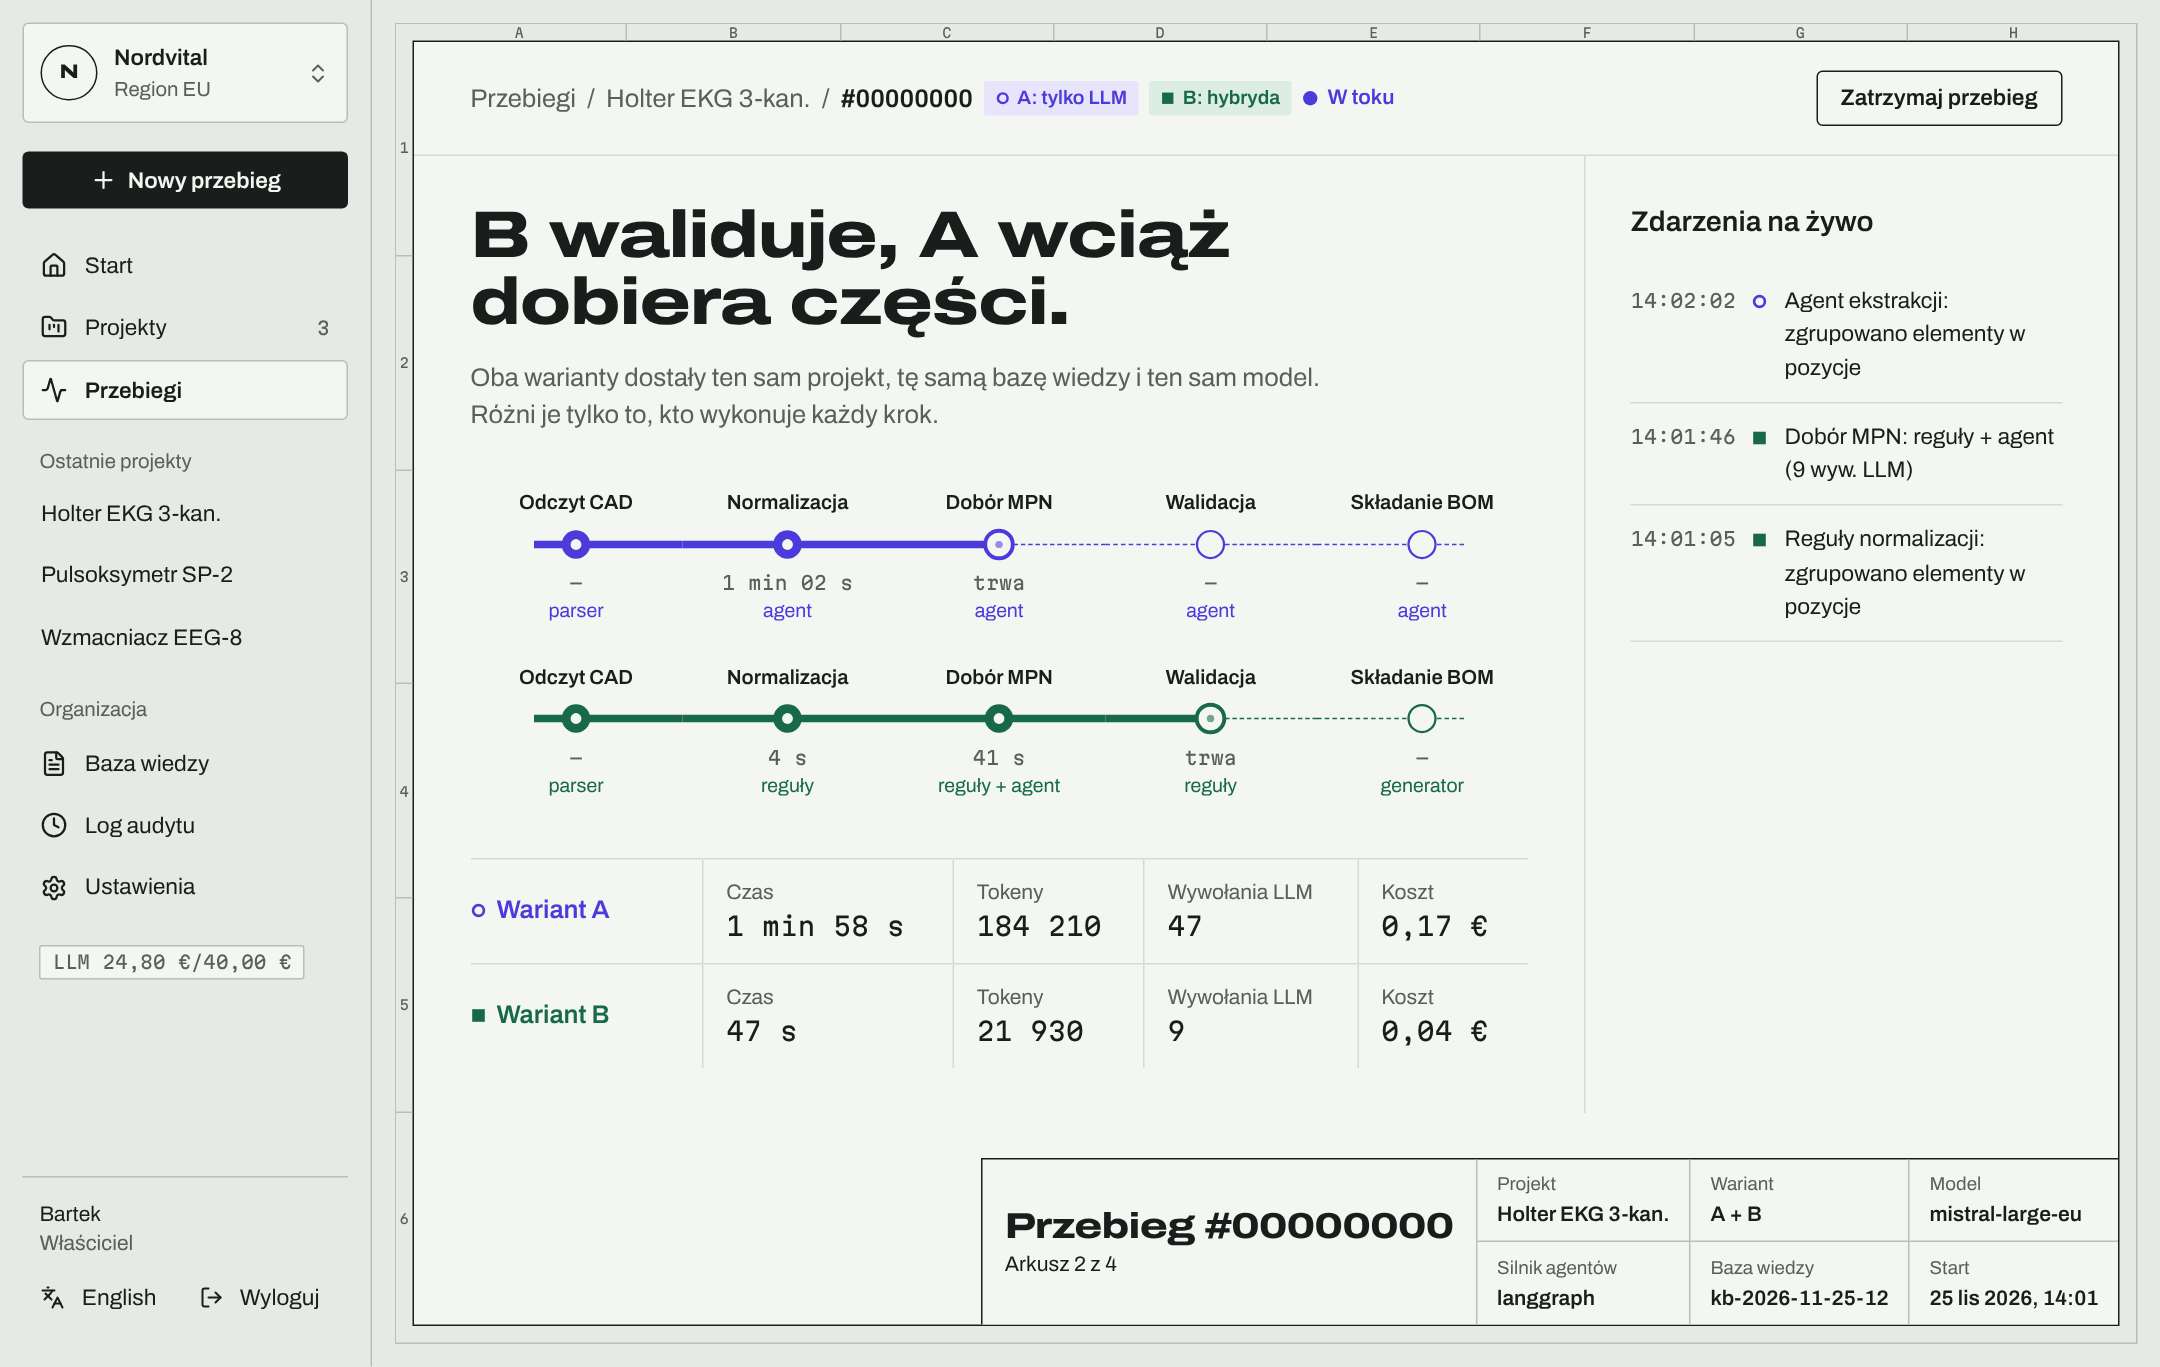 Nordvital
Region EU
Nowy przebieg
Start
Projekty 3
Przebiegi
Ostatnie projekty
Holter EKG 3-kan.
Pulsoksymetr SP-2
Wzmacniacz EEG-8
Organizacja
Baza wiedzy
Log audytu
Ustawienia
LLM 24,80 €/40,00 €
Bartek
Właściciel
English Wyloguj
A B C D E F G H
1
2
3
4
5
6
Przebiegi / Holter EKG 3-kan. / #00000000 A: tylko LLM B: hybryda W toku
Zatrzymaj przebieg
B waliduje, A wciąż
dobiera części.
Oba warianty dostały ten sam projekt, tę samą bazę wiedzy i ten sam model.
Różni je tylko to, kto wykonuje każdy krok.
Odczyt CAD Normalizacja Dobór MPN Walidacja Składanie BOM
– 1 min 02 s trwa – –
parser agent agent agent agent
Odczyt CAD Normalizacja Dobór MPN Walidacja Składanie BOM
– 4 s 41 s trwa –
parser reguły reguły + agent reguły generator
Wariant A
Czas Tokeny Wywołania LLM Koszt
1 min 58 s 184 210 47 0,17 €
Wariant B
Czas Tokeny Wywołania LLM Koszt
47 s 21 930 9 0,04 €
Zdarzenia na żywo
14:02:02 Agent ekstrakcji:
zgrupowano elementy w
pozycje
14:01:46 Dobór MPN: reguły + agent
(9 wyw. LLM)
14:01:05 Reguły normalizacji:
zgrupowano elementy w
pozycje
Przebieg #00000000
Arkusz 2 z 4
Projekt Wariant Model
Holter EKG 3-kan. A + B mistral-large-eu
Silnik agentów Baza wiedzy Start
langgraph kb-2026-11-25-12 25 lis 2026, 14:01